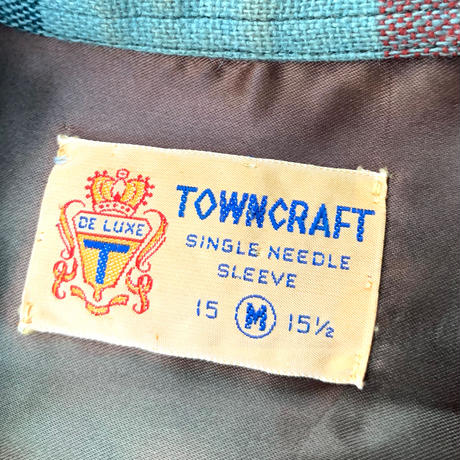 DE LUXE
T
TOWNCRAFT
SINGLE NEEDLE
SLEEVE
15 M 15½